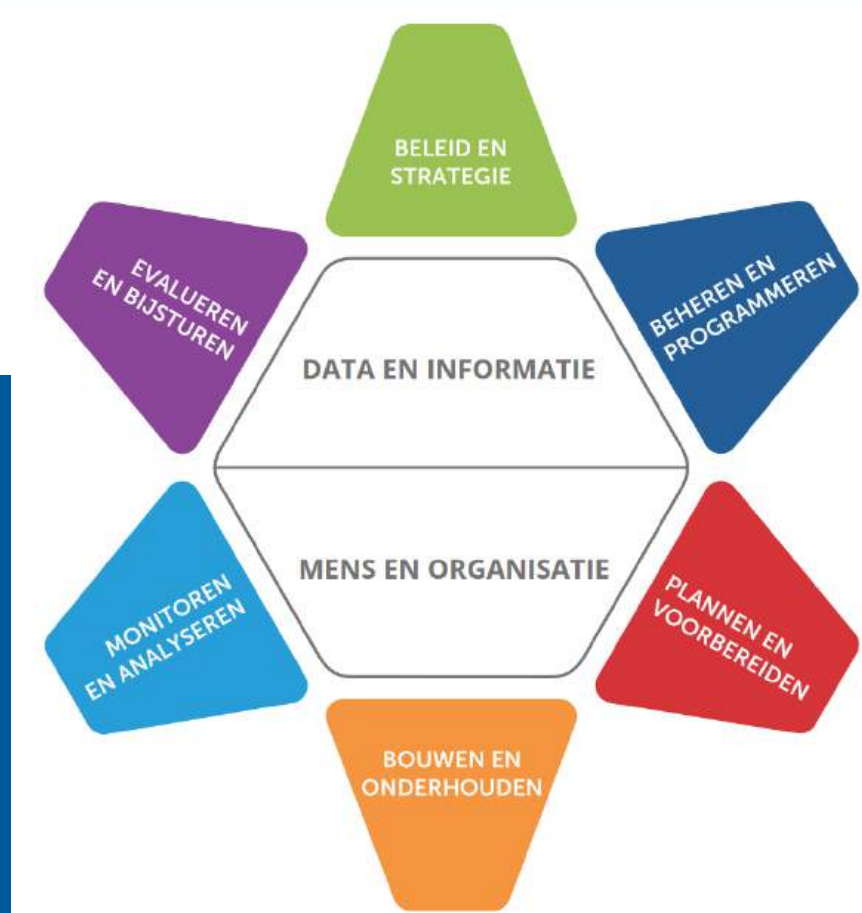 BELEID EN
STRATEGIE
BEHEREN EN
PROGRAMMEREN
PLANNEN EN
VOORBEREIDEN
BOUWEN EN
ONDERHOUDEN
MONITOREN
EN ANALYSEREN
EVALUEREN
EN BIJSTUREN
DATA EN INFORMATIE
MENS EN ORGANISATIE